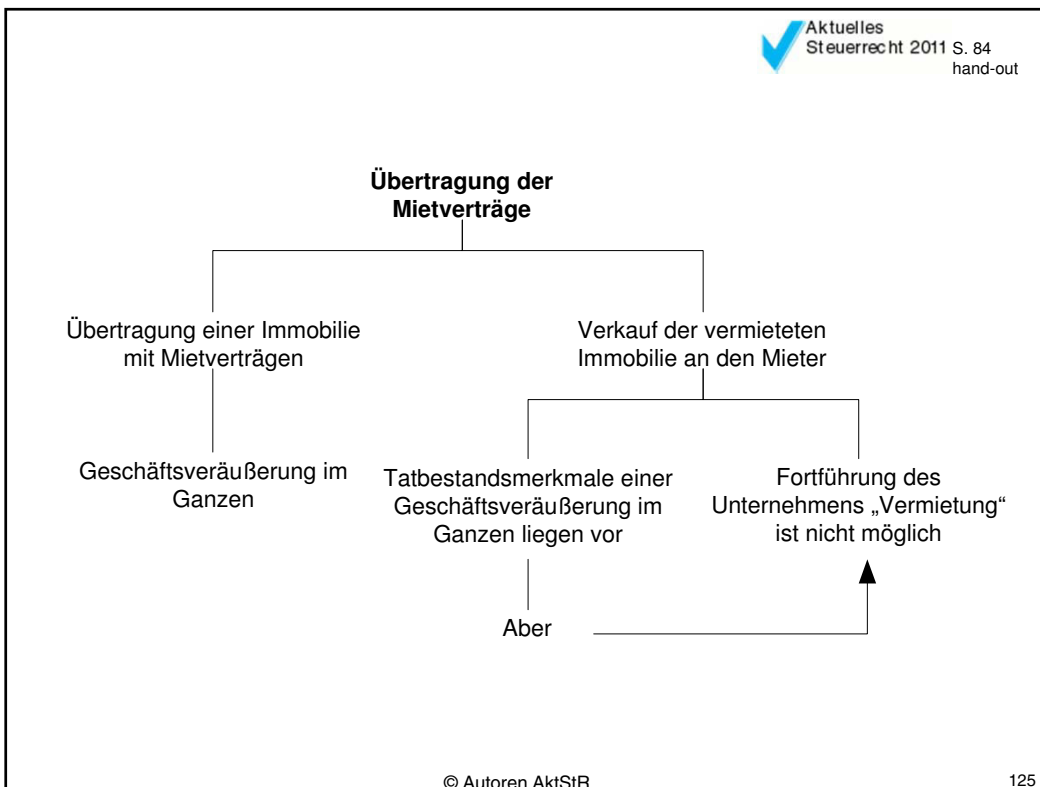 Aktuelles
Steuerrecht 2011 S. 84
hand-out
Übertragung der
Mietverträge
Übertragung einer Immobilie
mit Mietverträgen
Verkauf der vermieteten
Immobilie an den Mieter
Geschäftsveräußerung im
Ganzen
Tatbestandsmerkmale einer
Geschäftsveräußerung im
Ganzen liegen vor
Fortführung des
Unternehmens „Vermietung“
ist nicht möglich
Aber
© Autoren AktStR
125